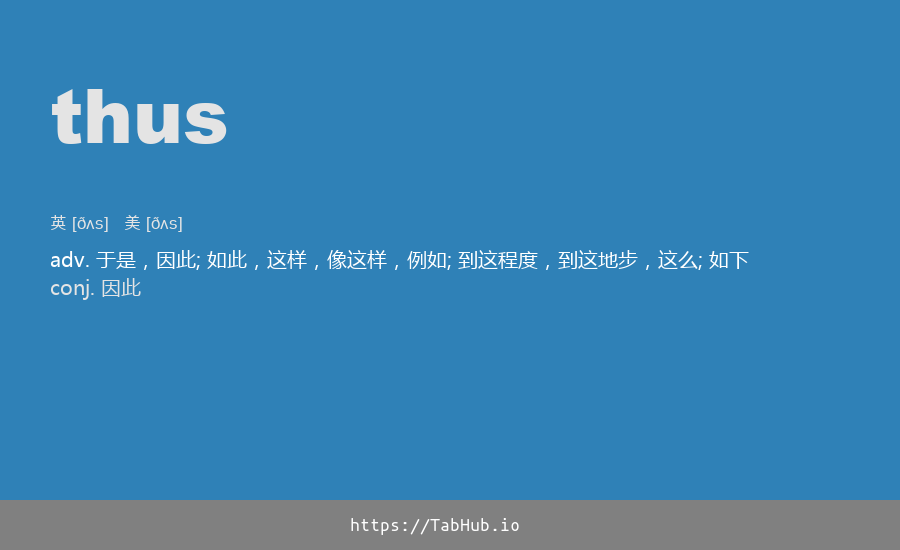 thus
英 [ðʌs] 美 [ðʌs]
adv. 于是，因此; 如此，这样，像这样，例如; 到这程度，到这地步，这么; 如下
conj. 因此
https://TabHub.io